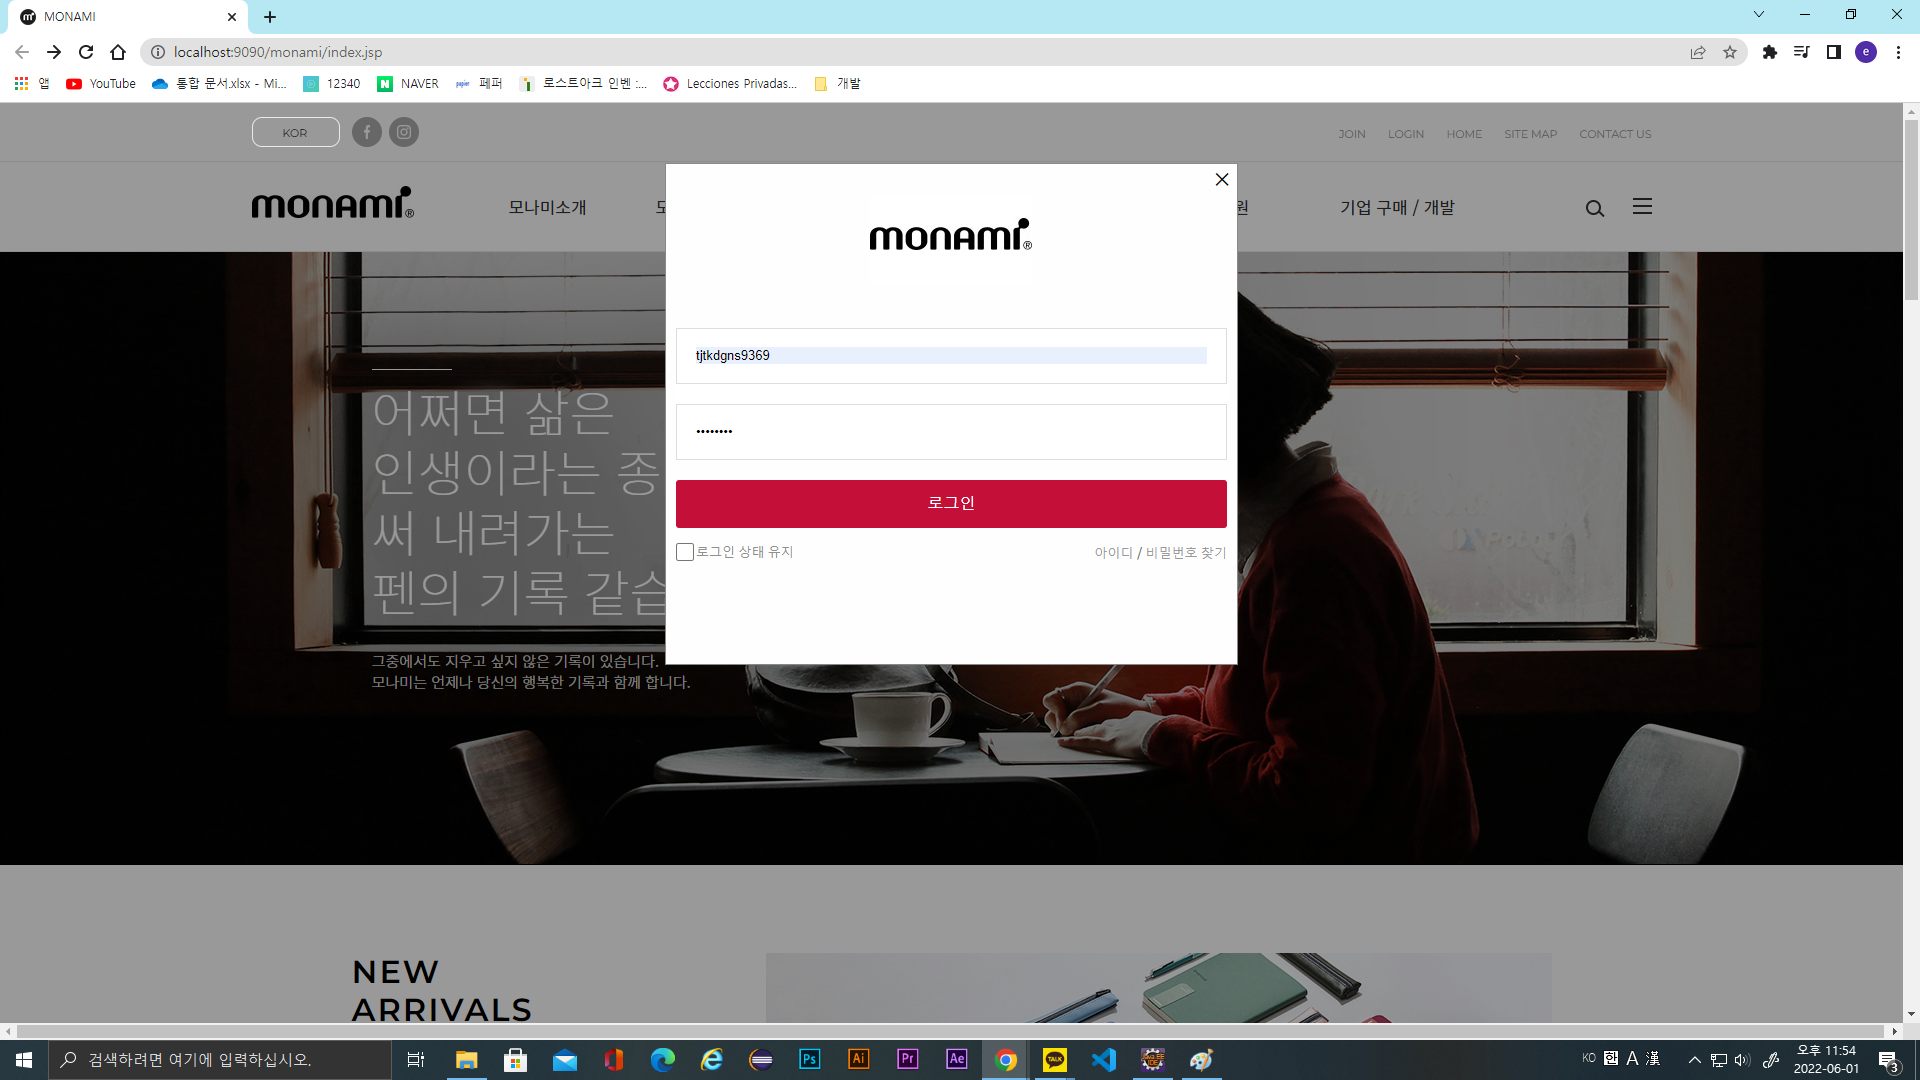 MONAMI
localhost:9090/monami/index.jsp
e
앱
YouTube
통합 문서.xlsx - Mi...
12340
NAVER
페퍼
로스트아크 인벤 :...
Lecciones Privadas...
개발
KOR
JOIN
LOGIN
HOME
SITE MAP
CONTACT US
monami®
모나미소개
원
기업 구매 / 개발
monami®
tjtkdgns9369
••••••••
로그인
로그인 상태 유지
아이디 / 비밀번호 찾기
어쩌면 삶은
인생이라는 종
써 내려가는
펜의 기록 같습
그중에서도 지우고 싶지 않은 기록이 있습니다.
모나미는 언제나 당신의 행복한 기록과 함께 합니다.
NEW
ARRIVALS
검색하려면 여기에 입력하십시오.
Ps
Ai
Pr
Ae
TALK
KO
한
A
漢
오후 11:54
2022-06-01
3